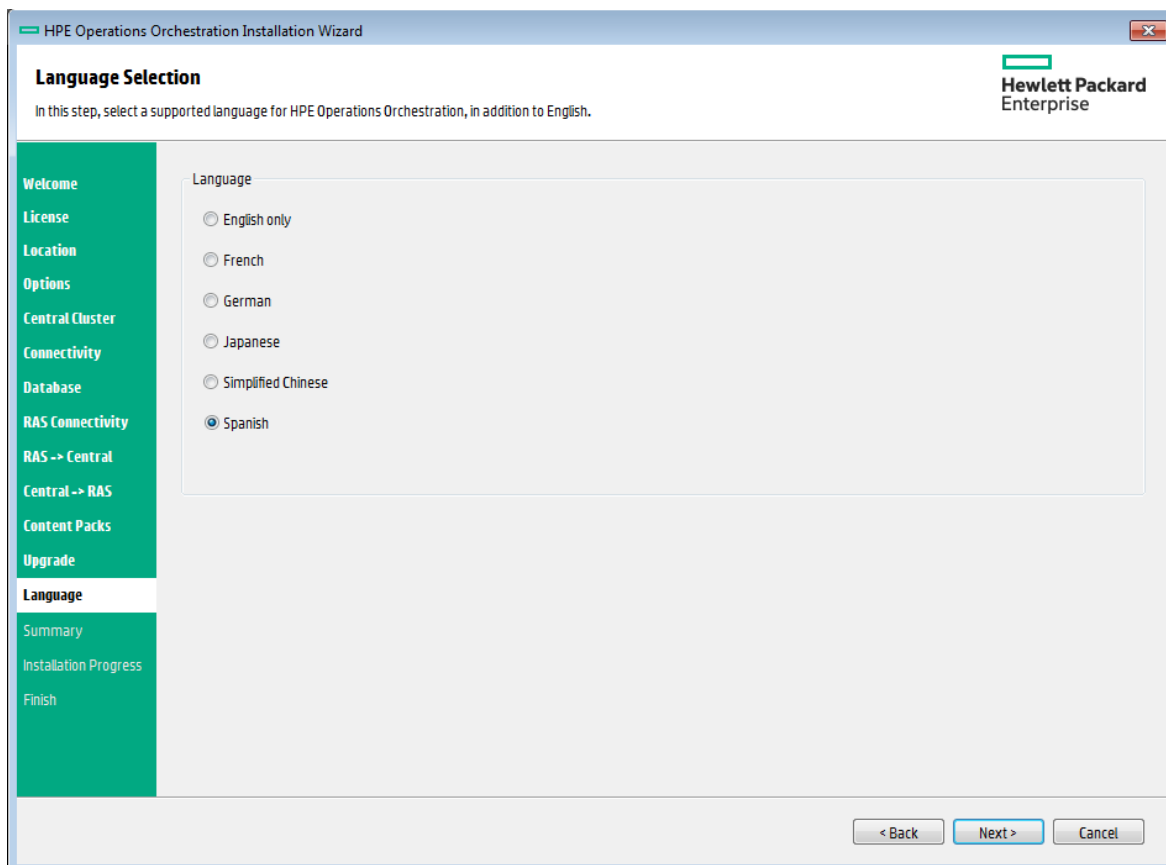 HPE Operations Orchestration Installation Wizard
Language Selection
In this step, select a supported language for HPE Operations Orchestration, in addition to English.
Hewlett Packard
Enterprise
Welcome
License
Location
Options
Central Cluster
Connectivity
Database
RAS Connectivity
RAS -> Central
Central -> RAS
Content Packs
Upgrade
Language
Summary
Installation Progress
Finish
Language
English only
French
German
Japanese
Simplified Chinese
Spanish
< Back
Next >
Cancel